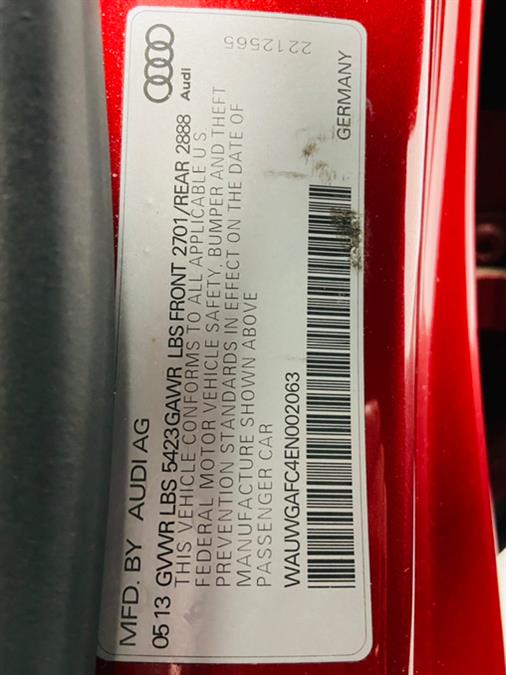 MFD. BY AUDI AG
Audi
05 13 GVWR LBS 5423 GAWR LBS FRONT 2701/REAR 2888
THIS VEHICLE CONFORMS TO ALL APPLICABLE U S
FEDERAL MOTOR VEHICLE SAFETY, BUMPER AND THEFT
PREVENTION STANDARDS IN EFFECT ON THE DATE OF
MANUFACTURE SHOWN ABOVE
PASSENGER CAR
WAUWGAFC4EN002063
2212565
GERMANY